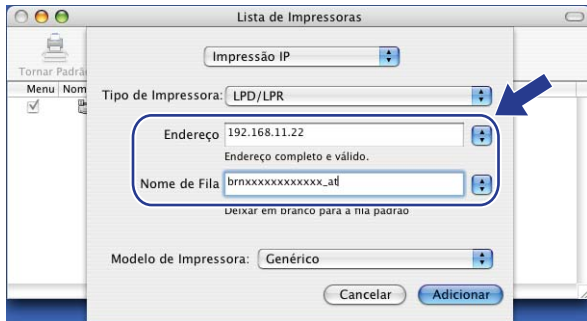 Lista de Impressoras
Impressão IP
Tornar Padrã
Menu Nom
Tipo de Impressora: LPD/LPR
Endereço 192.168.11.22
Endereço completo e válido.
Nome de Fila brnxxxxxxxxxxxx_at
Deixar em branco para a fila padrão
Modelo de Impressora: Genérico
Cancelar Adicionar